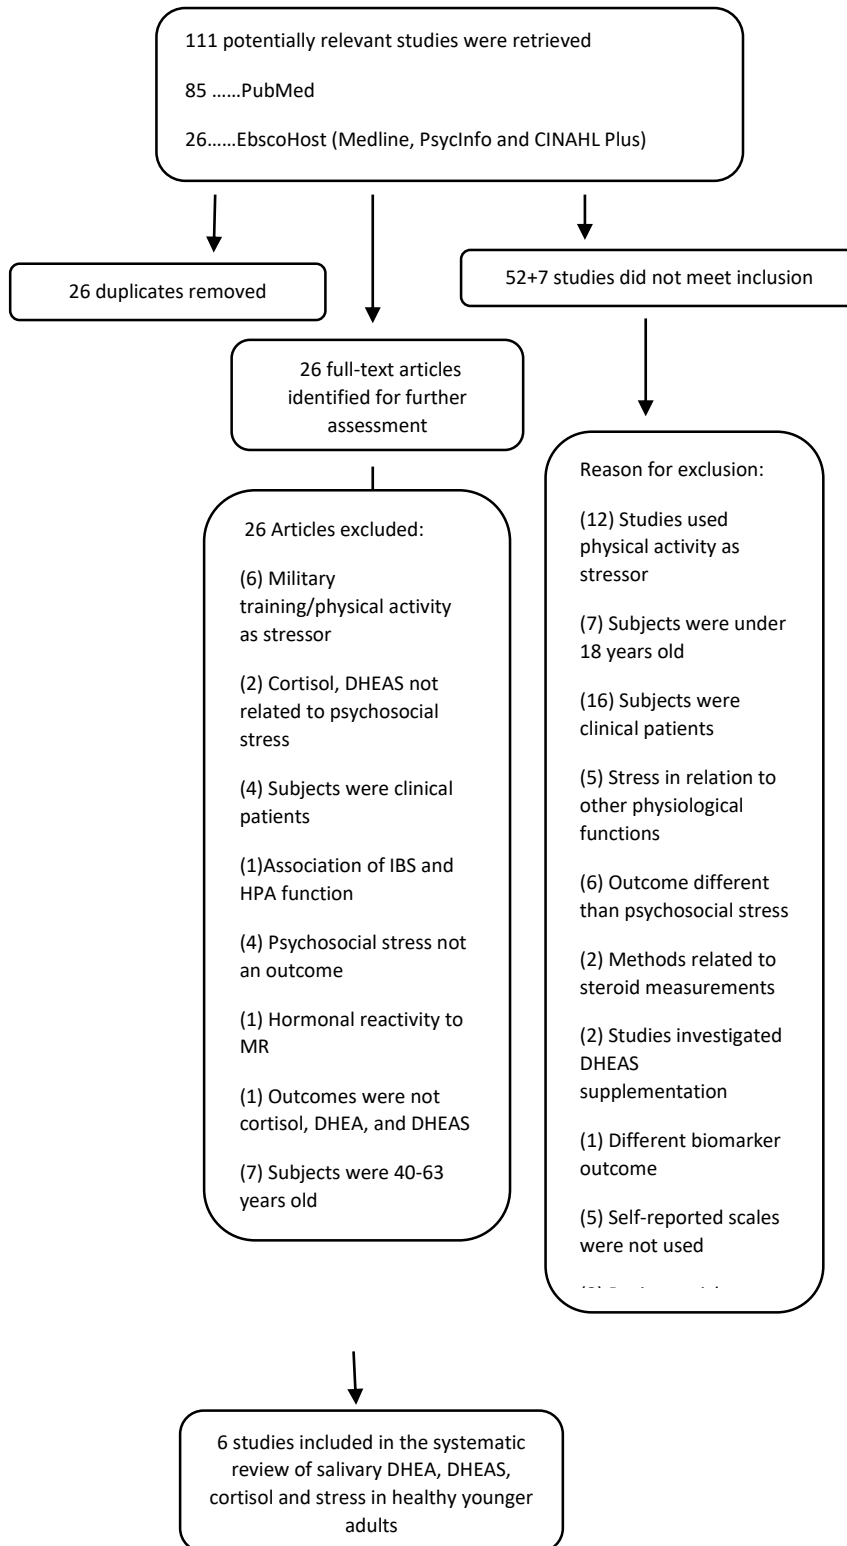 111 potentially relevant studies were retrieved
85 ……PubMed
26……EbscoHost (Medline, PsycInfo and CINAHL Plus)
26 duplicates removed
52+7 studies did not meet inclusion
26 full-text articles
identified for further
assessment
26 Articles excluded:
(6) Military
training/physical activity
as stressor
(2) Cortisol, DHEAS not
related to psychosocial
stress
(4) Subjects were clinical
patients
(1)Association of IBS and
HPA function
(4) Psychosocial stress not
an outcome
(1) Hormonal reactivity to
MR
(1) Outcomes were not
cortisol, DHEA, and DHEAS
(7) Subjects were 40-63
years old
Reason for exclusion:
(12) Studies used
physical activity as
stressor
(7) Subjects were under
18 years old
(16) Subjects were
clinical patients
(5) Stress in relation to
other physiological
functions
(6) Outcome different
than psychosocial stress
(2) Methods related to
steroid measurements
(2) Studies investigated
DHEAS
supplementation
(1) Different biomarker
outcome
(5) Self-reported scales
were not used
6 studies included in the systematic
review of salivary DHEA, DHEAS,
cortisol and stress in healthy younger
adults